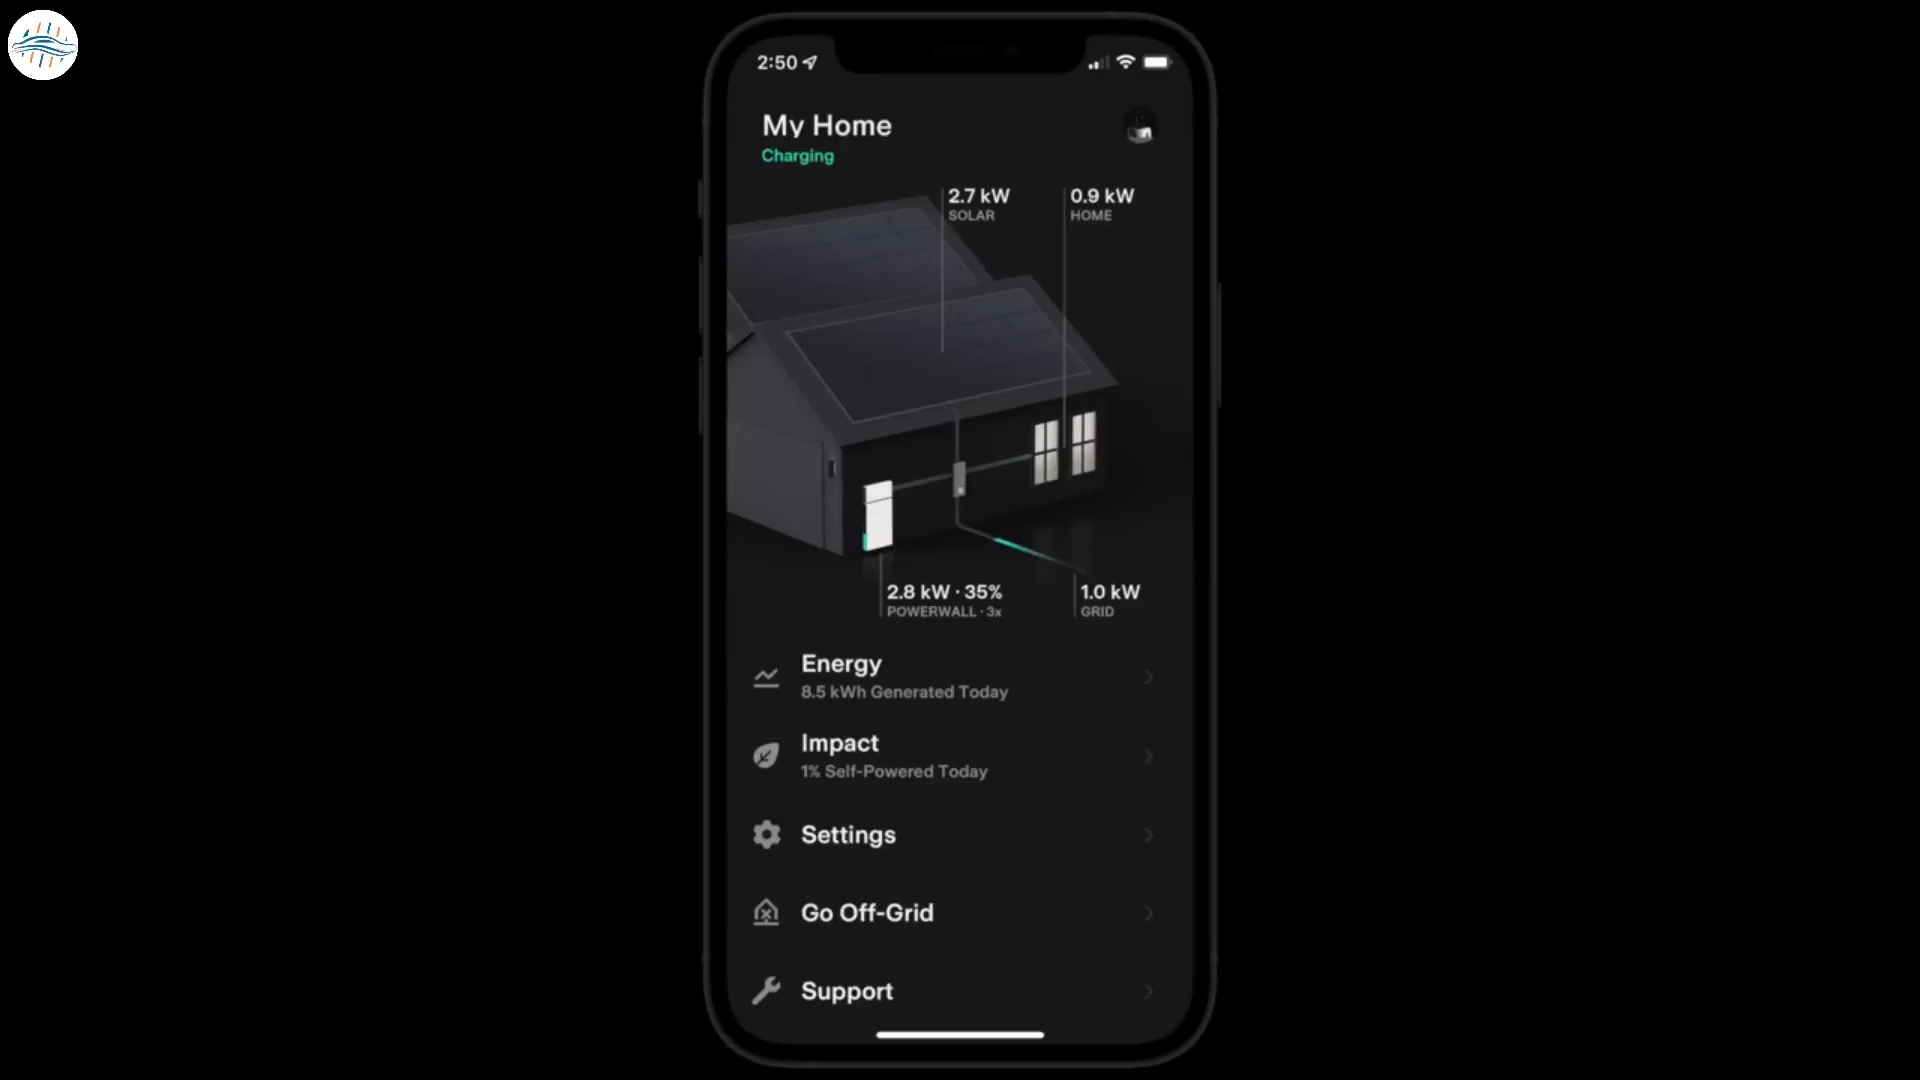 2:50
My Home
Charging
2.7 kW
SOLAR
0.9 kW
HOME
2.8 kW · 35%
POWERWALL · 3x
1.0 kW
GRID
Energy
8.5 kWh Generated Today
Impact
1% Self-Powered Today
Settings
Go Off-Grid
Support